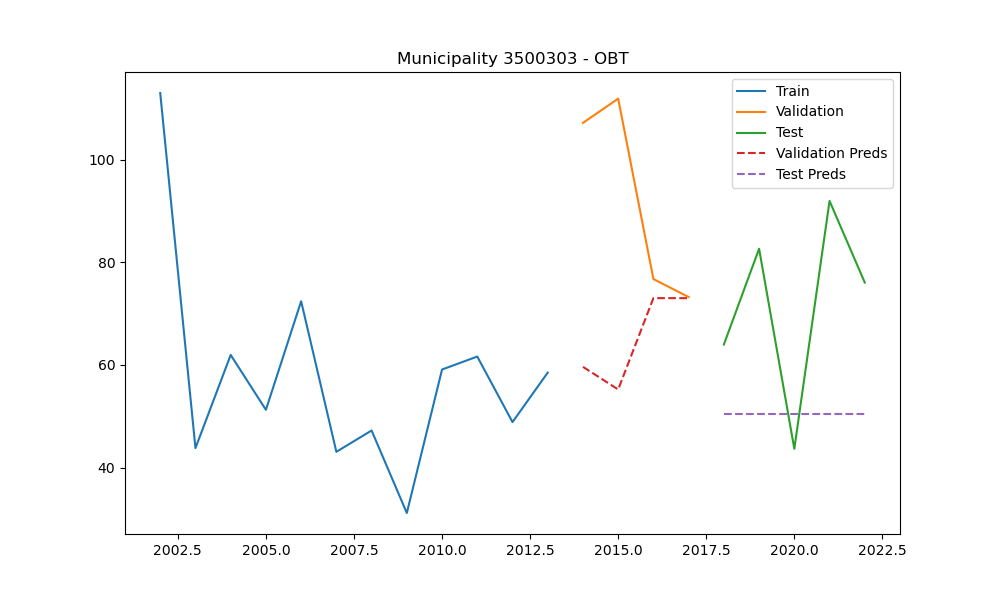 Municipality 3500303 - OBT
Train
Validation
Test
Validation Preds
Test Preds
100
80
60
40
2002.5 2005.0 2007.5 2010.0 2012.5 2015.0 2017.5 2020.0 2022.5